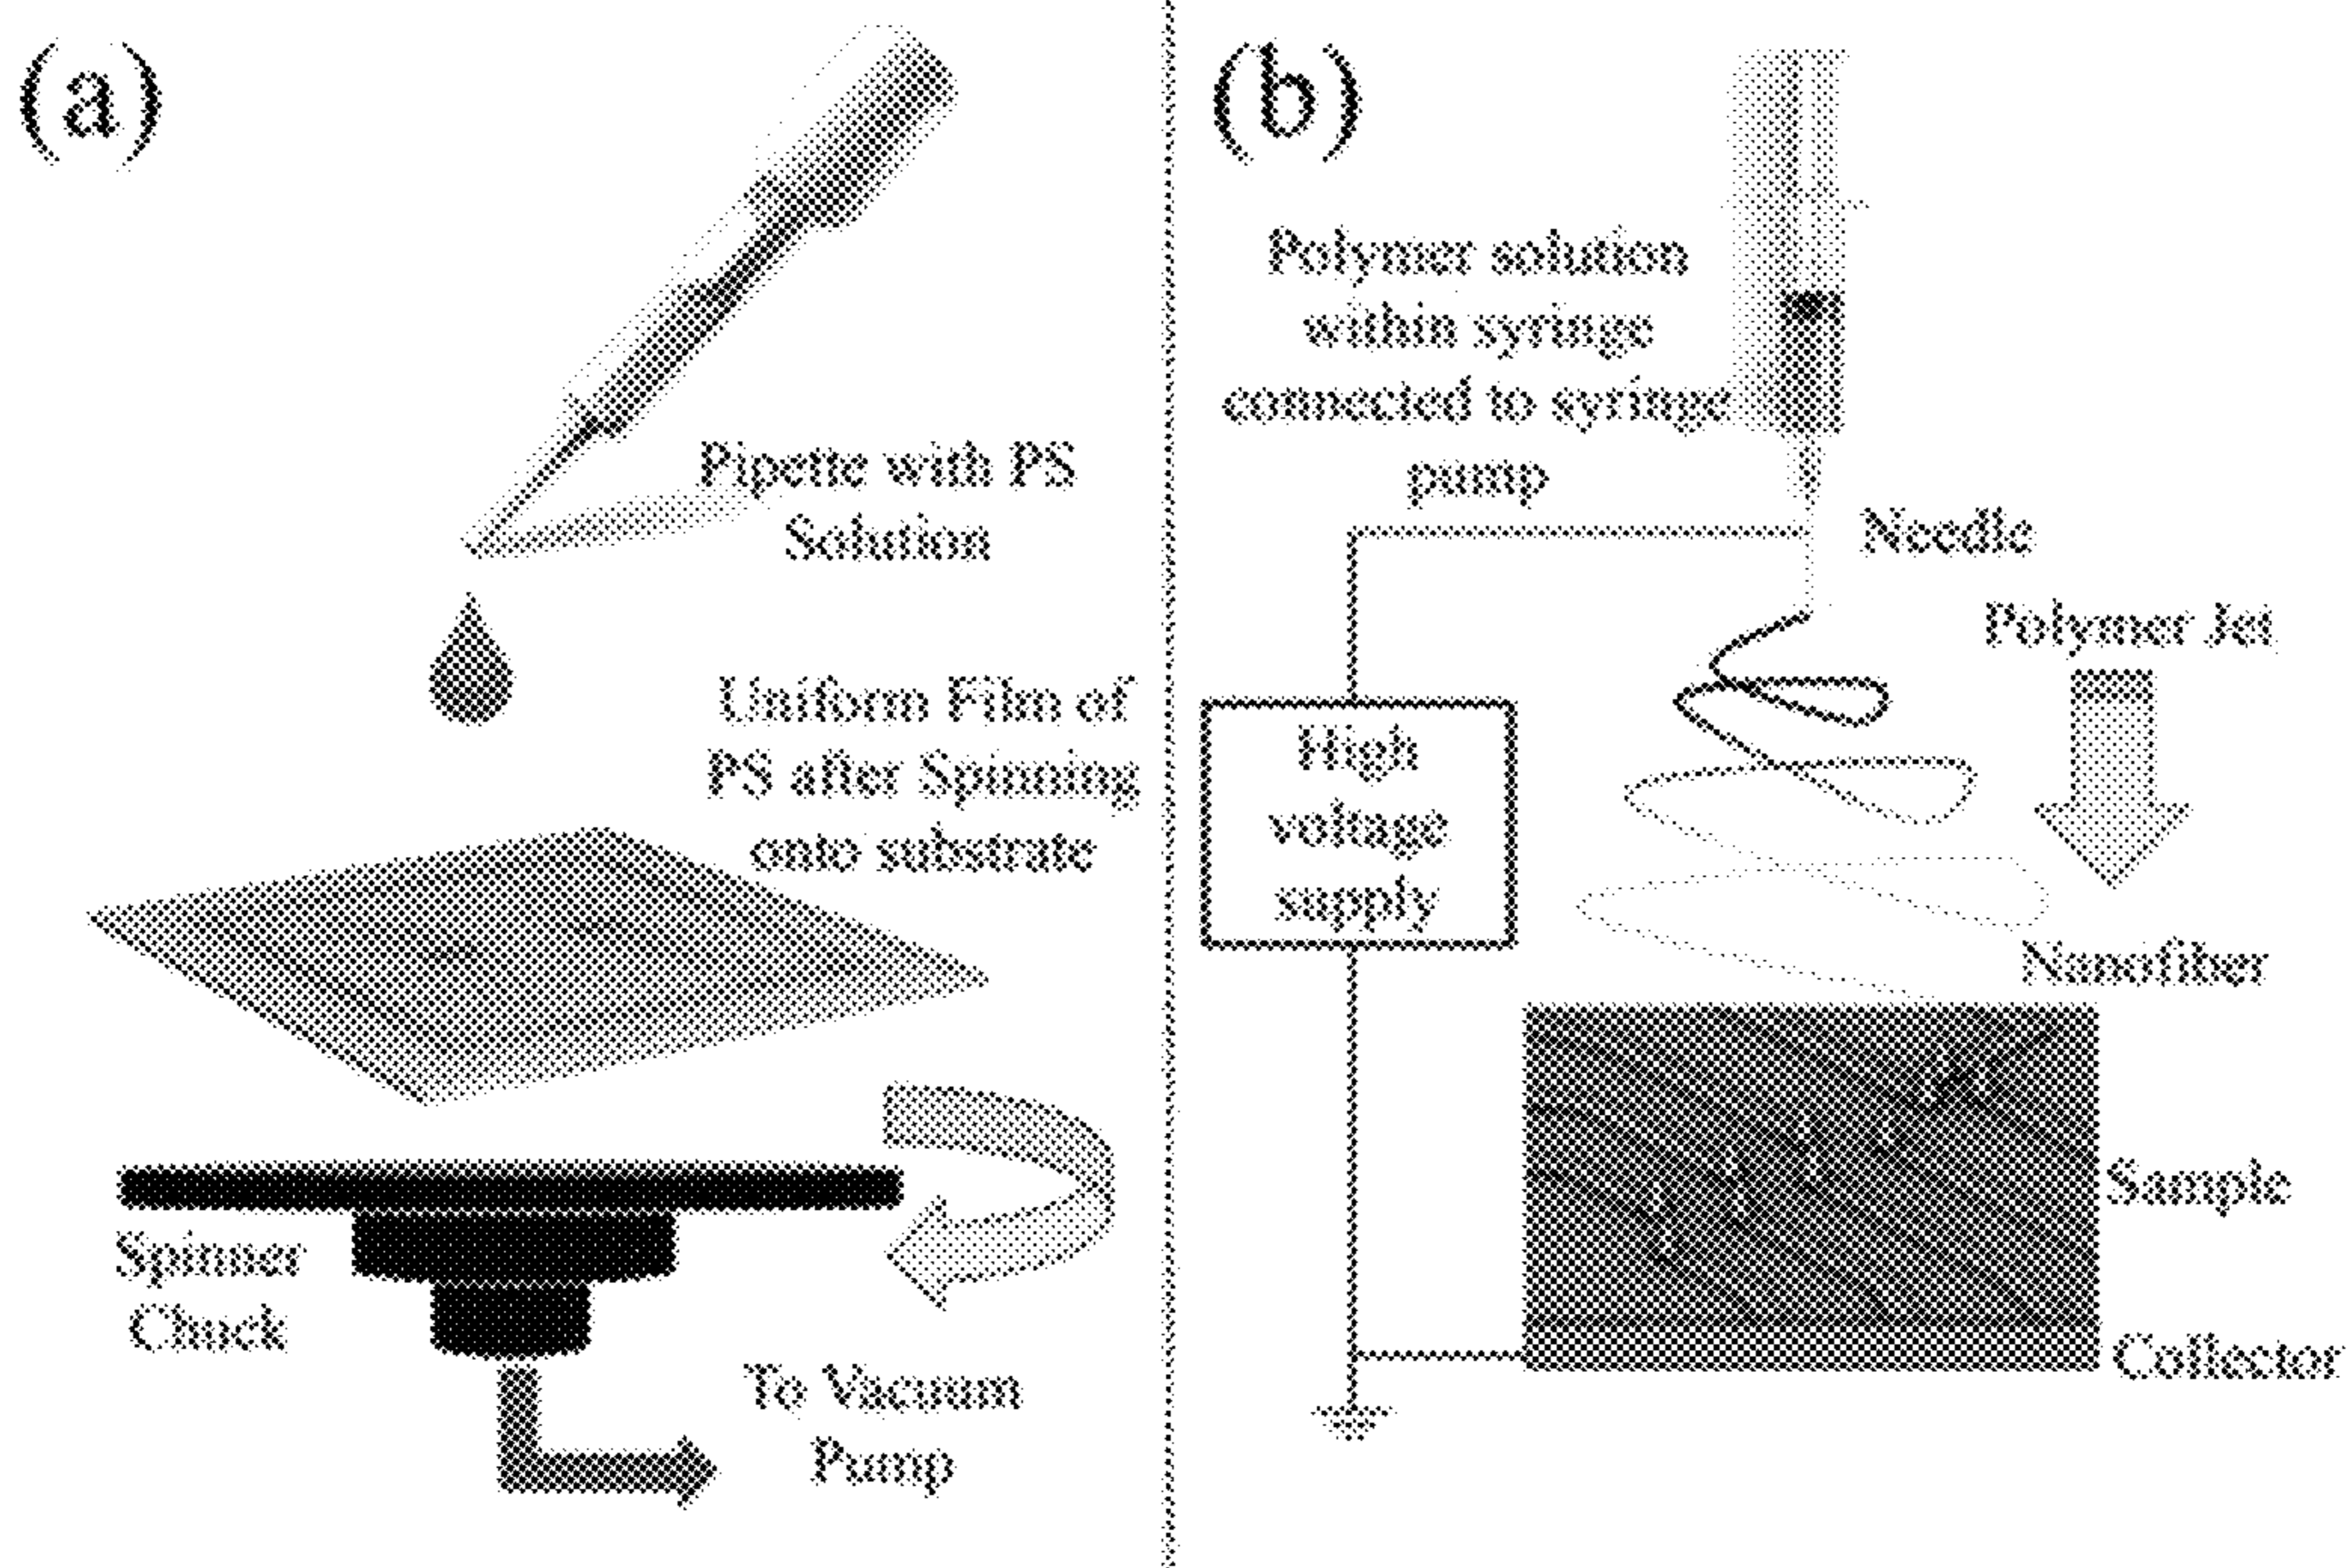 (a)
Pipette with PS
Solution
Uniform Film of
PS after Spinning
onto substrate
Spinner
Chuck
To Vacuum
Pump
(b)
Polymer solution
within syringe
connected to syringe
pump
Needle
Polymer Jet
High
voltage
supply
Nanofiber
Sample
Collector